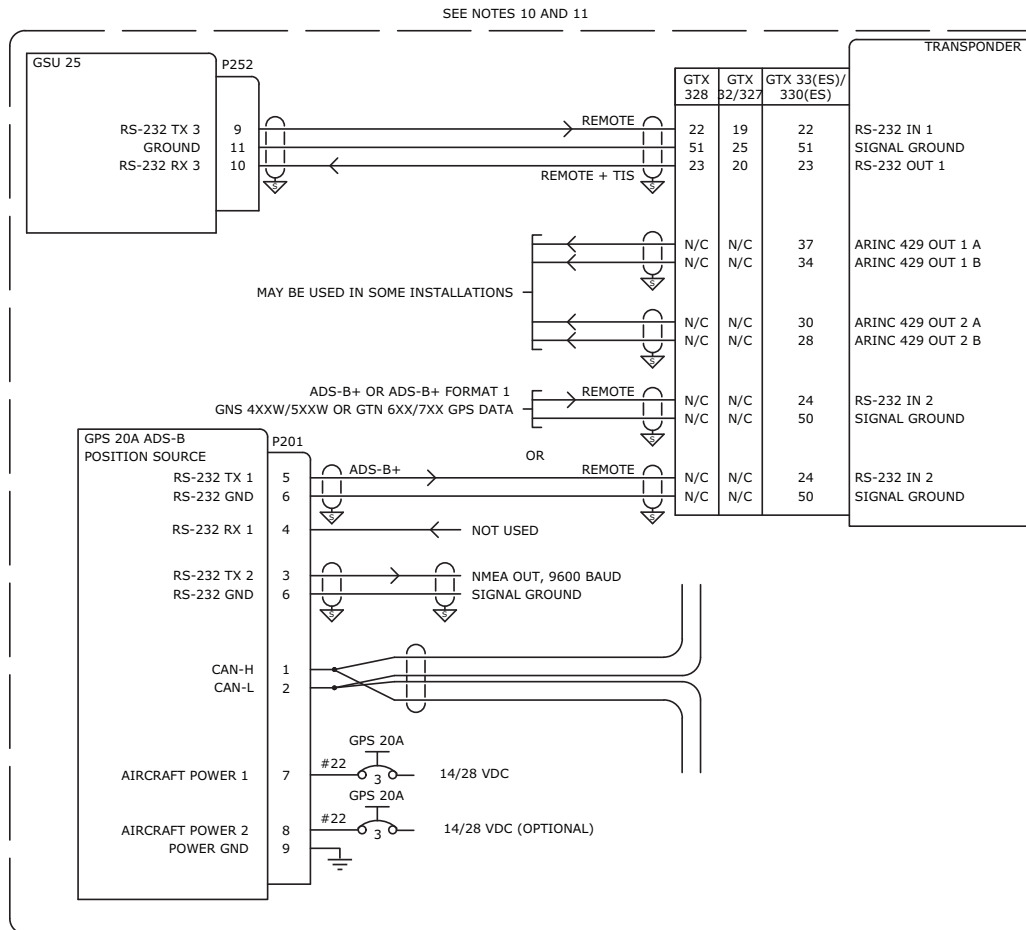 SEE NOTES 10 AND 11
TRANSPONDER
GSU 25
P252
GTX 328
GTX 32/327
GTX 33(ES)/ 330(ES)
RS-232 TX 3 9 REMOTE 22 19 22 RS-232 IN 1
GROUND 11 51 25 51 SIGNAL GROUND
RS-232 RX 3 10 REMOTE + TIS 23 20 23 RS-232 OUT 1
S S
N/C N/C 37 ARINC 429 OUT 1 A
N/C N/C 34 ARINC 429 OUT 1 B
S
MAY BE USED IN SOME INSTALLATIONS
N/C N/C 30 ARINC 429 OUT 2 A
N/C N/C 28 ARINC 429 OUT 2 B
S
ADS-B+ OR ADS-B+ FORMAT 1
GNS 4XXW/5XXW OR GTN 6XX/7XX GPS DATA
REMOTE N/C N/C 24 RS-232 IN 2
N/C N/C 50 SIGNAL GROUND
S
OR
GPS 20A ADS-B
POSITION SOURCE
P201
RS-232 TX 1 5 ADS-B+ REMOTE N/C N/C 24 RS-232 IN 2
RS-232 GND 6 N/C N/C 50 SIGNAL GROUND
S S
RS-232 RX 1 4 NOT USED
RS-232 TX 2 3 NMEA OUT, 9600 BAUD
RS-232 GND 6 SIGNAL GROUND
S S
CAN-H 1
CAN-L 2
GPS 20A
AIRCRAFT POWER 1 7 #22 3 14/28 VDC
GPS 20A
AIRCRAFT POWER 2 8 #22 3 14/28 VDC (OPTIONAL)
POWER GND 9